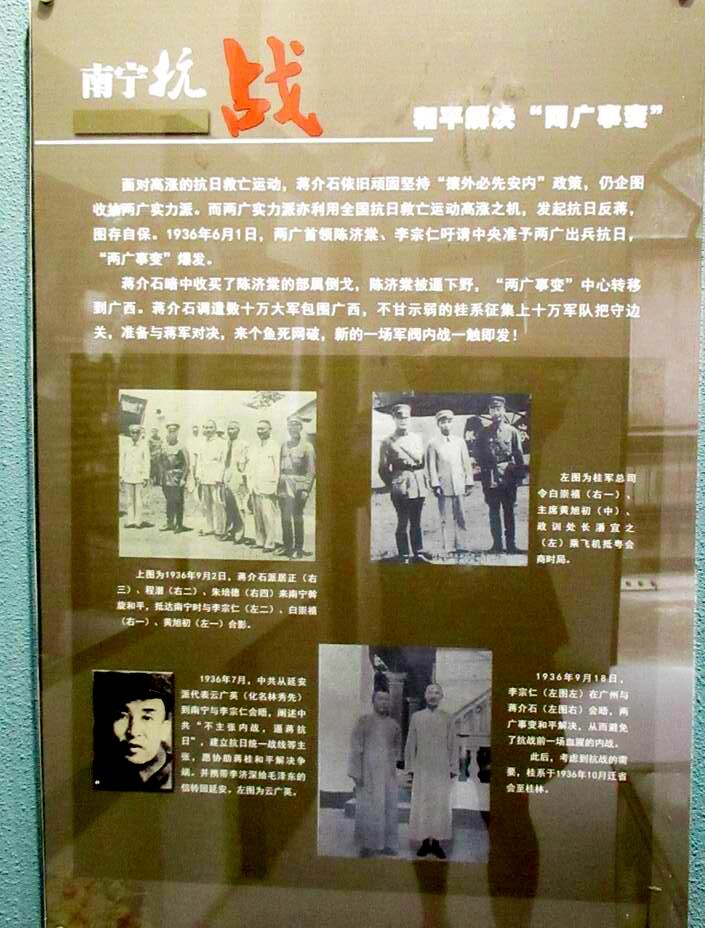 南宁抗战
和平解决“两广事变”
面对高涨的抗日救亡运动，蒋介石依旧顽固坚持“攘外必先安内”政策，仍企图
收拾两广实力派。而两广实力派亦利用全国抗日救亡运动高涨之机，发起抗日反蒋，
图存自保。1936年6月1日，两广首领陈济棠、李宗仁吁请中央准予两广出兵抗日，
“两广事变”爆发。
蒋介石暗中收买了陈济棠的部属倒戈，陈济棠被逼下野，“两广事变”中心转移
到广西。蒋介石调遣数十万大军包围广西，不甘示弱的桂系征集上十万军队把守边
关，准备与蒋军对决，来个鱼死网破，新的一场军阀内战一触即发！
左图为桂军总司
令白崇禧（右一）、
主席黄旭初（中）、
政训处长潘宜之
（左）乘飞机抵粤会
商时局。
上图为1936年9月2日，蒋介石派居正（右
三）、程潜（右二）、朱培德（右四）来南宁斡
旋和平，抵达南宁时与李宗仁（左二）、白崇禧
（右一）、黄旭初（左一）合影。
1936年7月，中共从延安
派代表云广英（化名林秀先）
到南宁与李宗仁会晤，阐述中
共“不主张内战，逼蒋抗
日”，建立抗日统一战线等主
张，愿协助蒋桂和平解决争
端。并携带李济深给毛泽东的
信转回延安。左图为云广英。
1936年9月18日，
李宗仁（左图左）在广州与
蒋介石（左图右）会晤，两
广事变和平解决，从而避免
了抗战前一场血腥的内战。
此后，考虑到抗战的需
要，桂系于1936年10月迁省
会至桂林。